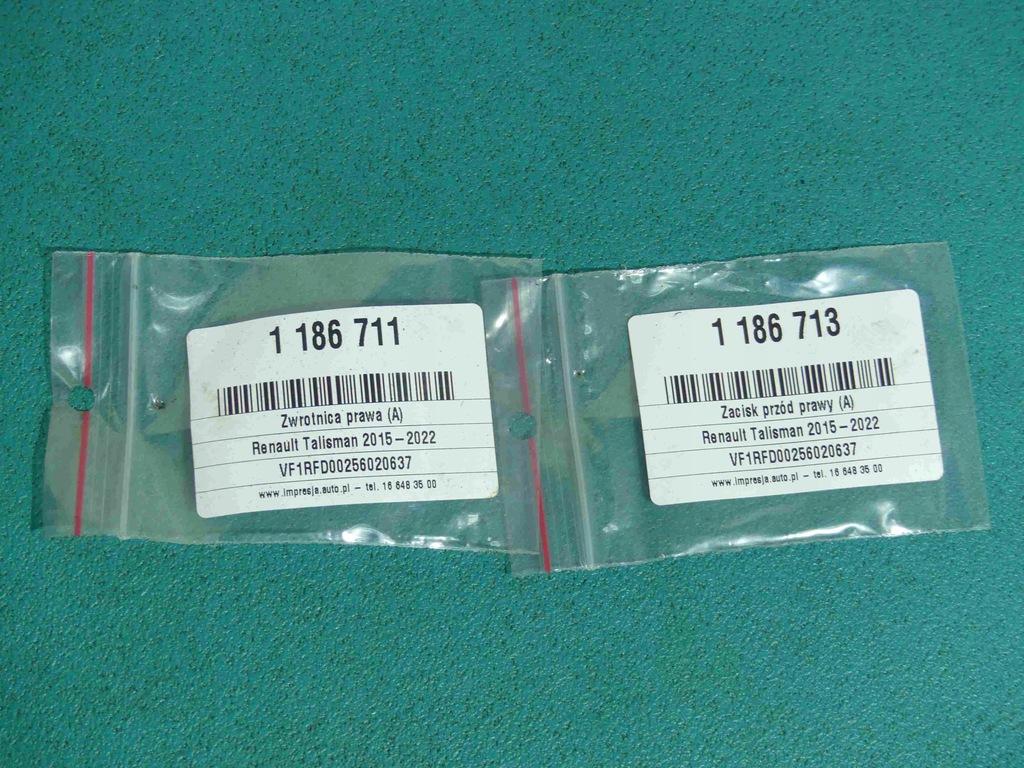 1 186 711
Zwrotnica prawa (A)
Renault Talisman 2015-2022
VF1RFD00256020637
www.impresja.auto.pl - tel. 16 648 35 00
1 186 713
Zacisk przód prawy (A)
Renault Talisman 2015-2022
VF1RFD00256020637
www.impresja.auto.pl - tel. 16 648 35 00